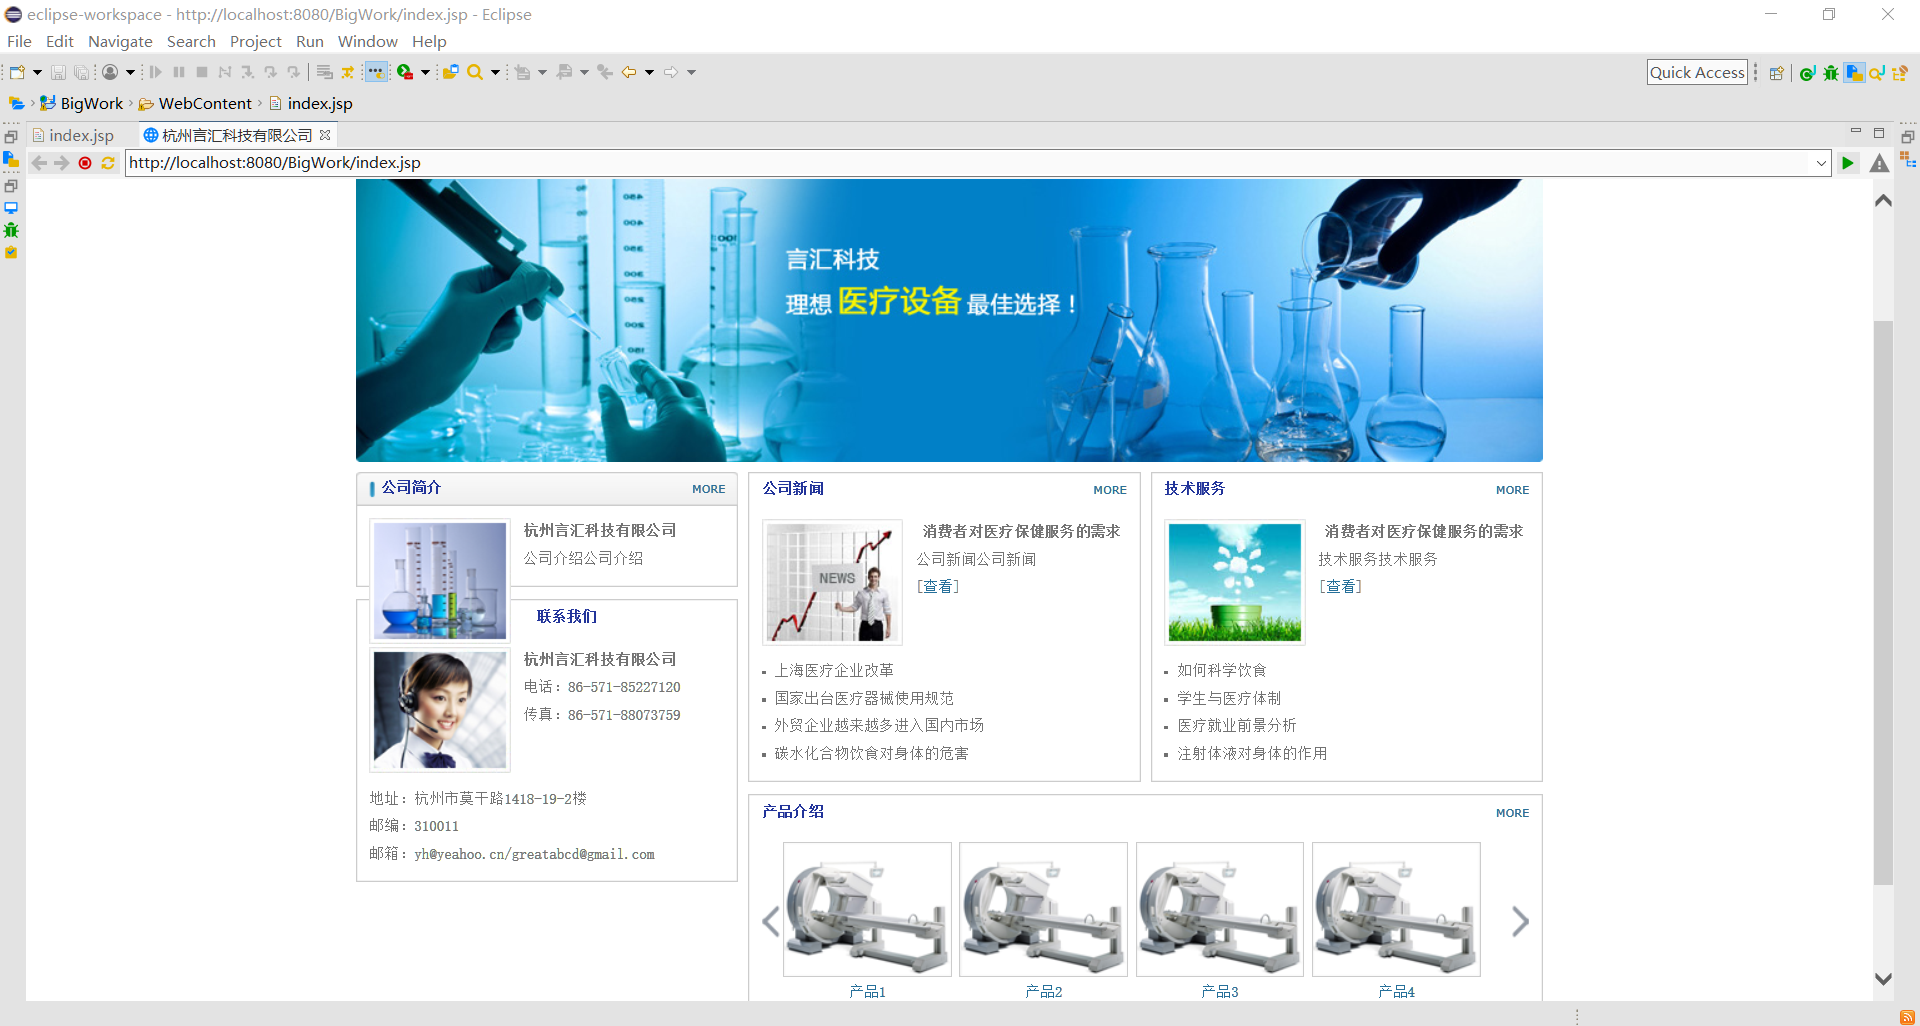 eclipse-workspace - http://localhost:8080/BigWork/index.jsp - Eclipse
File Edit Navigate Search Project Run Window Help
Quick Access
BigWork WebContent index.jsp
index.jsp 杭州言汇科技有限公司
http://localhost:8080/BigWork/index.jsp
言汇科技
理想 医疗设备 最佳选择！
公司简介 MORE
杭州言汇科技有限公司
公司介绍公司介绍
联系我们
杭州言汇科技有限公司
电话：86-571-85227120
传真：86-571-88073759
地址：杭州市莫干路1418-19-2楼
邮编：310011
邮箱：yh@yeahoo.cn/greatabcd@gmail.com
公司新闻 MORE
NEWS
消费者对医疗保健服务的需求
公司新闻公司新闻
[查看]
上海医疗企业改革
国家出台医疗器械使用规范
外贸企业越来越多进入国内市场
碳水化合物饮食对身体的危害
技术服务 MORE
消费者对医疗保健服务的需求
技术服务技术服务
[查看]
如何科学饮食
学生与医疗体制
医疗就业前景分析
注射体液对身体的作用
产品介绍 MORE
产品1 产品2 产品3 产品4